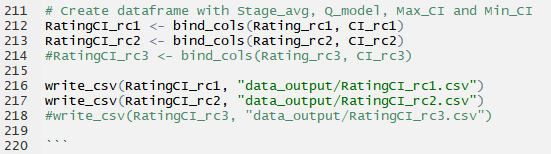 211 # Create dataframe with Stage_avg, Q_model, Max_CI and Min_CI
212 RatingCI_rc1 <- bind_cols(Rating_rc1, CI_rc1)
213 RatingCI_rc2 <- bind_cols(Rating_rc2, CI_rc2)
214 #RatingCI_rc3 <- bind_cols(Rating_rc3, CI_rc3)
215
216 write_csv(RatingCI_rc1, "data_output/RatingCI_rc1.csv")
217 write_csv(RatingCI_rc2, "data_output/RatingCI_rc2.csv")
218 #write_csv(RatingCI_rc3, "data_output/RatingCI_rc3.csv")
219
220 ```